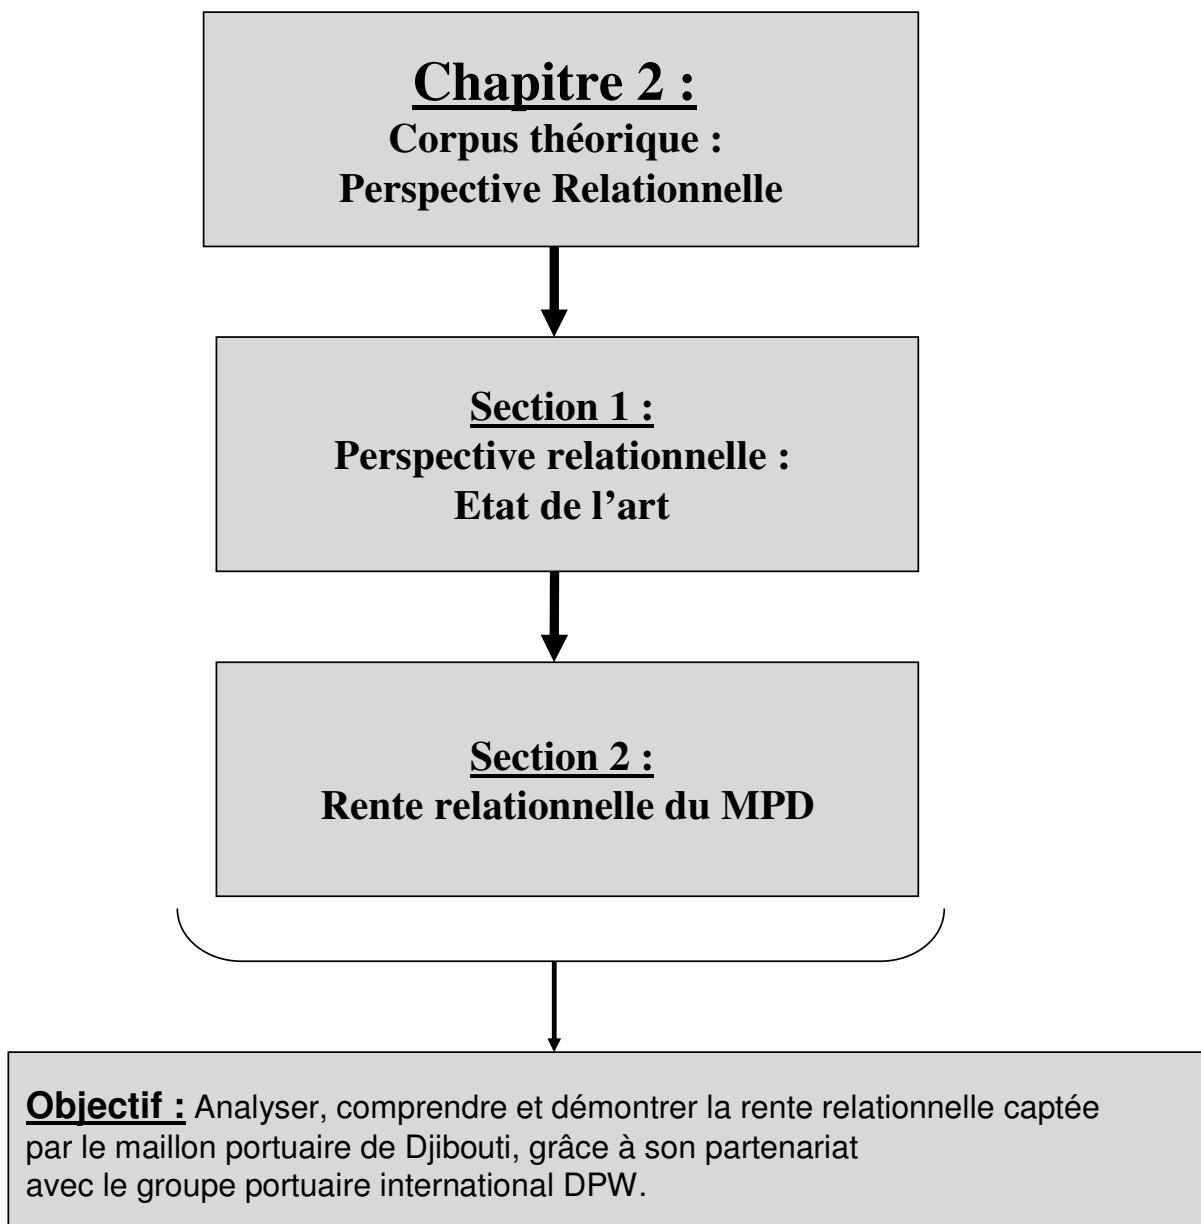 Chapitre 2 :
Corpus théorique :
Perspective Relationnelle
Section 1 :
Perspective relationnelle :
Etat de l’art
Section 2 :
Rente relationnelle du MPD
Objectif : Analyser, comprendre et démontrer la rente relationnelle captée
par le maillon portuaire de Djibouti, grâce à son partenariat
avec le groupe portuaire international DPW.